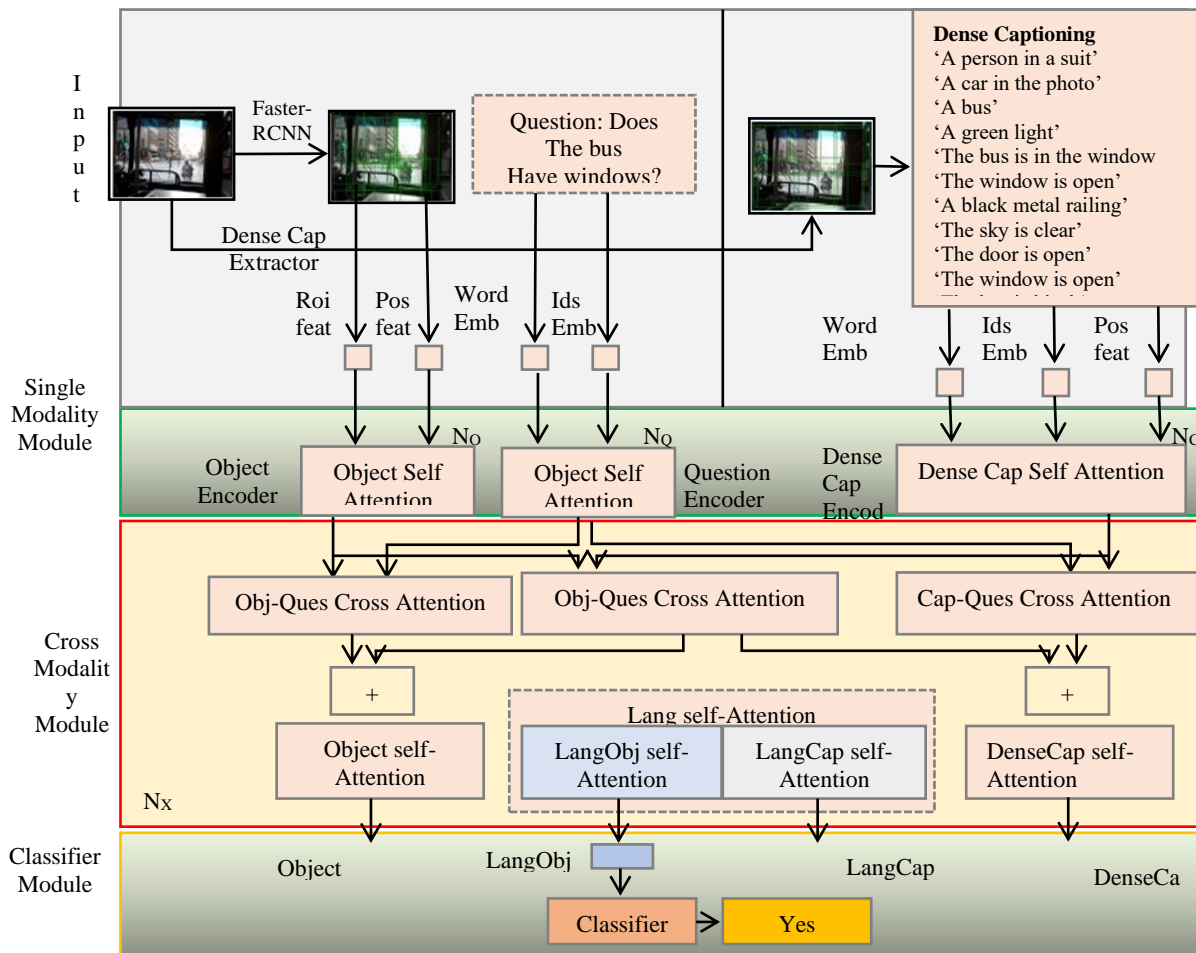 Input
Faster-
RCNN
Question: Does
The bus
Have windows?
Dense Cap
Extractor
Dense Captioning
‘A person in a suit’
‘A car in the photo’
‘A bus’
‘A green light’
‘The bus is in the window
‘The window is open’
‘A black metal railing’
‘The sky is clear’
‘The door is open’
‘The window is open’
Roi
feat
Pos
feat
Word
Emb
Ids
Emb
Word
Emb
Ids
Emb
Pos
feat
Single
Modality
Module
Object
Encoder
NO
Object Self
Attention
NQ
Object Self
Attention
Question
Encoder
Dense
Cap
Encod
Dense Cap Self Attention
Cross
Modalit
y Module
Obj-Ques Cross Attention
Obj-Ques Cross Attention
Cap-Ques Cross Attention
+
+
Lang self-Attention
Object self-
Attention
LangObj self-
Attention
LangCap self-
Attention
DenseCap self-
Attention
NX
Classifier
Module
Object
LangObj
LangCap
DenseCa
Classifier
Yes